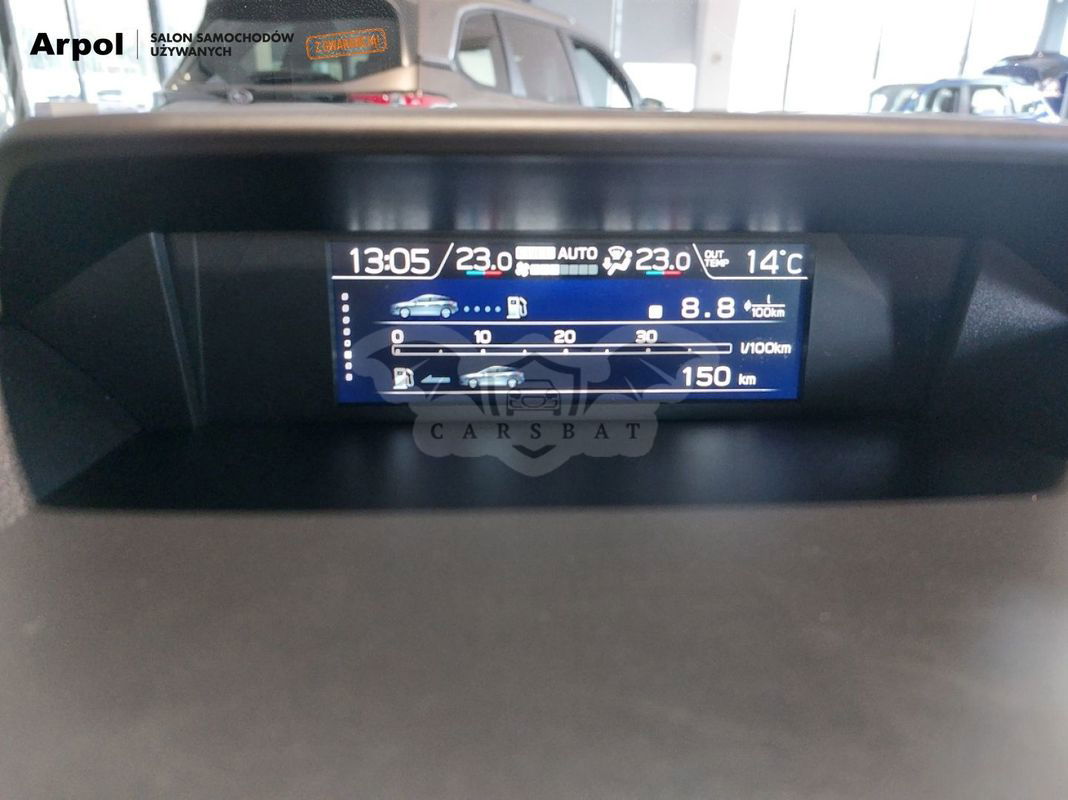 Arpol
SALON SAMOCHODÓW
UŻYWANYCH
Z GWARANCJĄ!
13:05 23.0 AUTO 23.0 OUT TEMP 14°C
8.8 l/100km
0 10 20 30 l/100km
150 km
CARSBAT